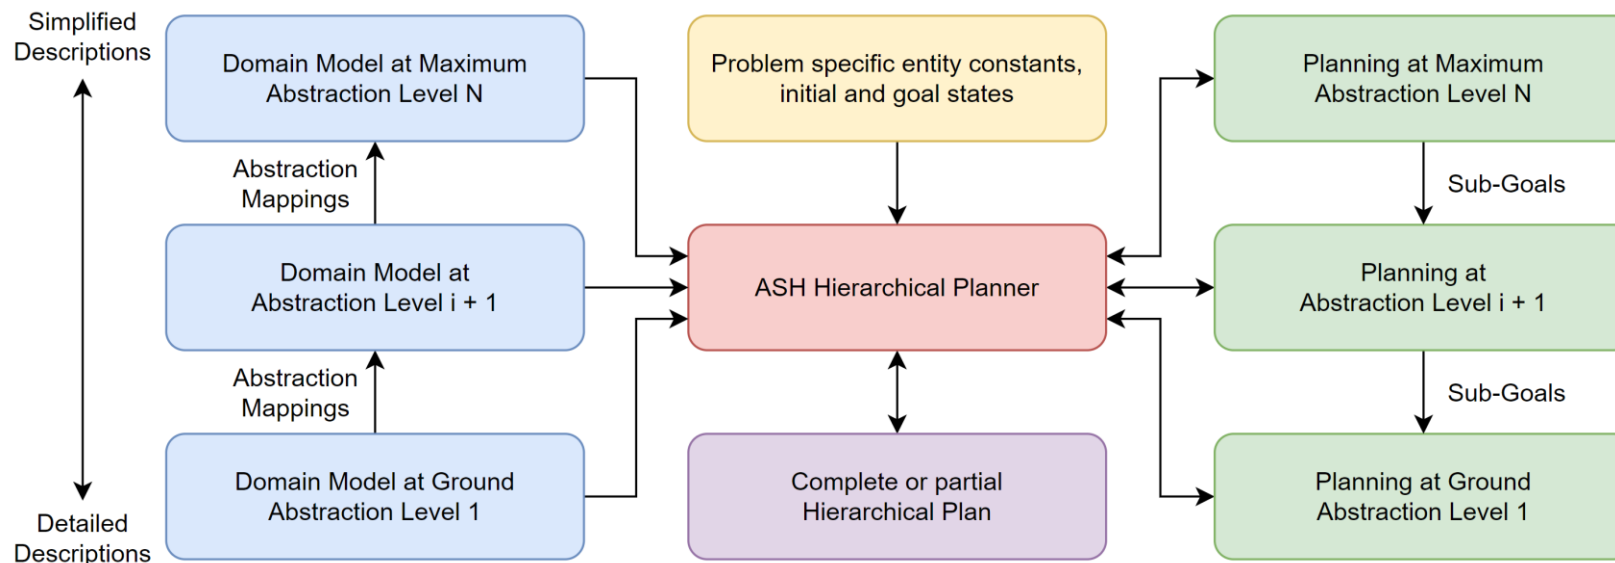 Simplified
Descriptions
Domain Model at Maximum
Abstraction Level N
Problem specific entity constants,
initial and goal states
Planning at Maximum
Abstraction Level N
Abstraction
Mappings
Sub-Goals
Domain Model at
Abstraction Level i + 1
ASH Hierarchical Planner
Planning at
Abstraction Level i + 1
Abstraction
Mappings
Sub-Goals
Domain Model at Ground
Abstraction Level 1
Complete or partial
Hierarchical Plan
Planning at Ground
Abstraction Level 1
Detailed
Descriptions